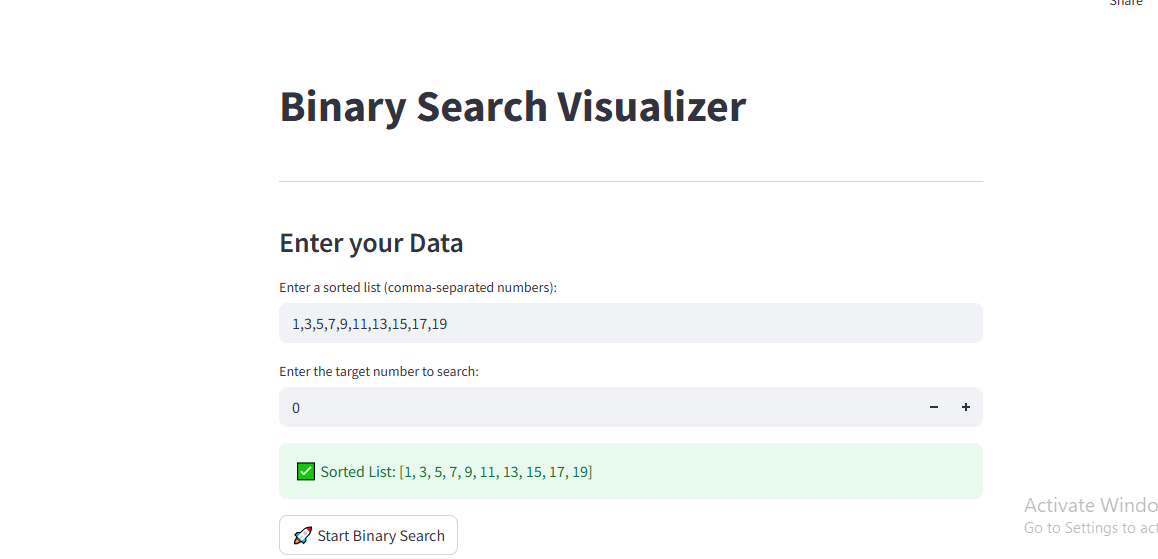 Share
Binary Search Visualizer
Enter your Data
Enter a sorted list (comma-separated numbers):
1,3,5,7,9,11,13,15,17,19
Enter the target number to search:
0
− +
✅ Sorted List: [1, 3, 5, 7, 9, 11, 13, 15, 17, 19]
🚀 Start Binary Search
Activate Windo
Go to Settings to act